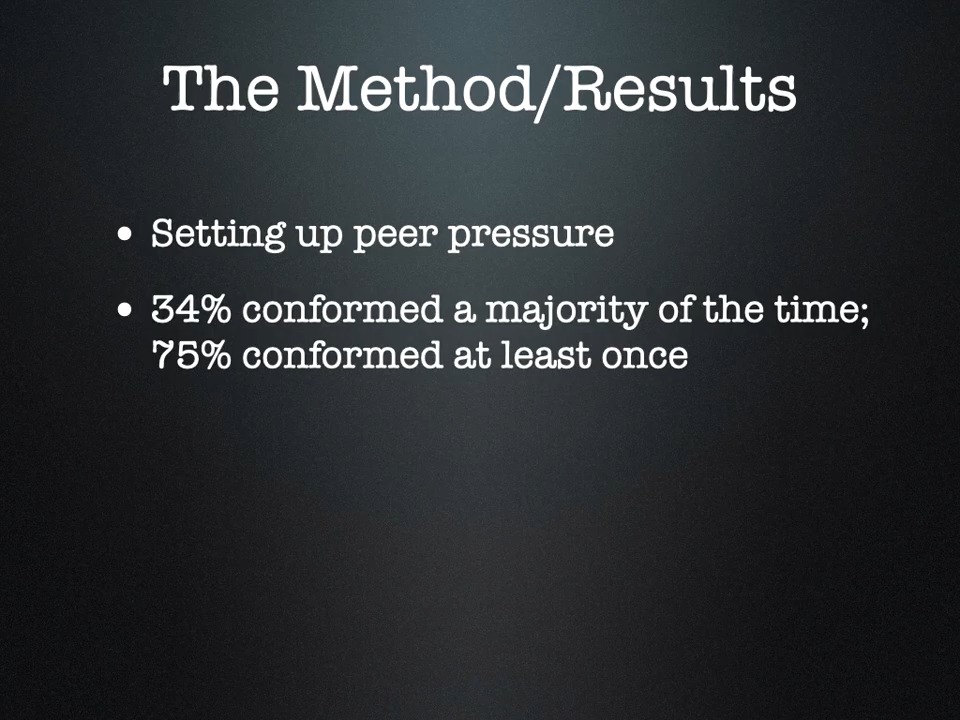 The Method/Results
• Setting up peer pressure
• 34% conformed a majority of the time;
75% conformed at least once